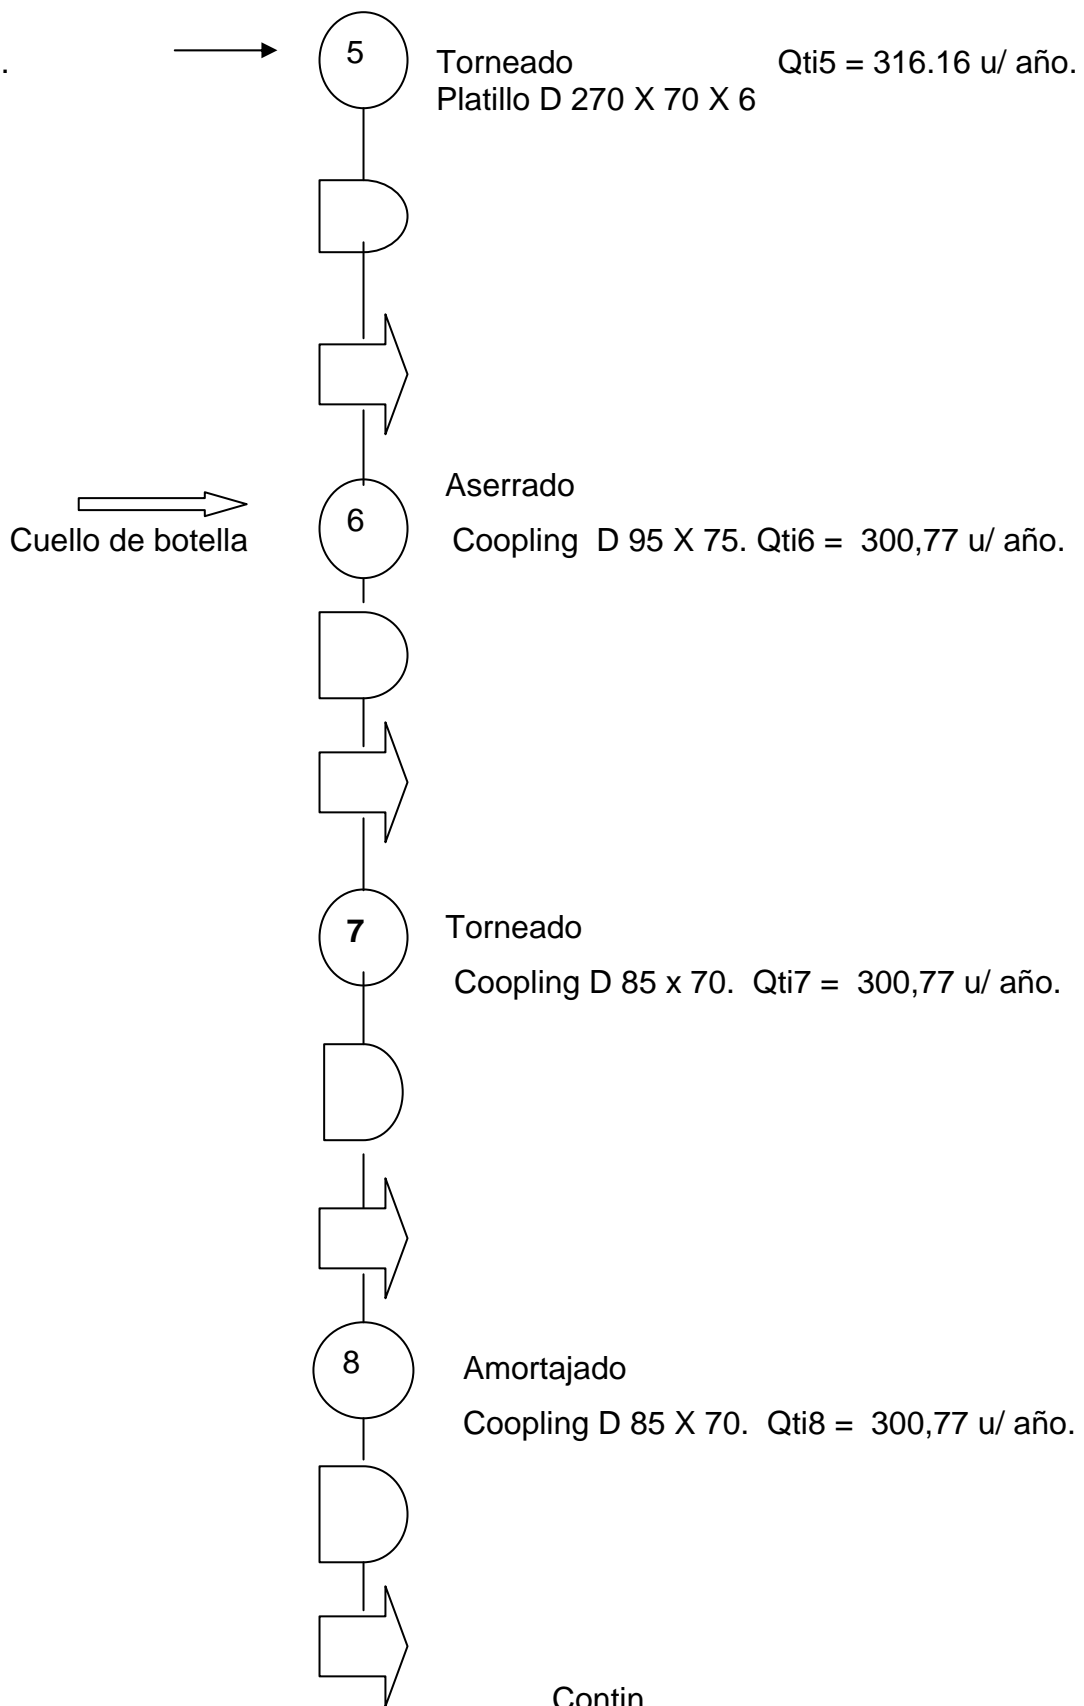 .
5
Torneado Qti5 = 316.16 u/ año.
Platillo D 270 X 70 X 6
Aserrado
6
Cuello de botella
Coopling D 95 X 75. Qti6 = 300,77 u/ año.
7
Torneado
Coopling D 85 x 70. Qti7 = 300,77 u/ año.
8
Amortajado
Coopling D 85 X 70. Qti8 = 300,77 u/ año.
Contin